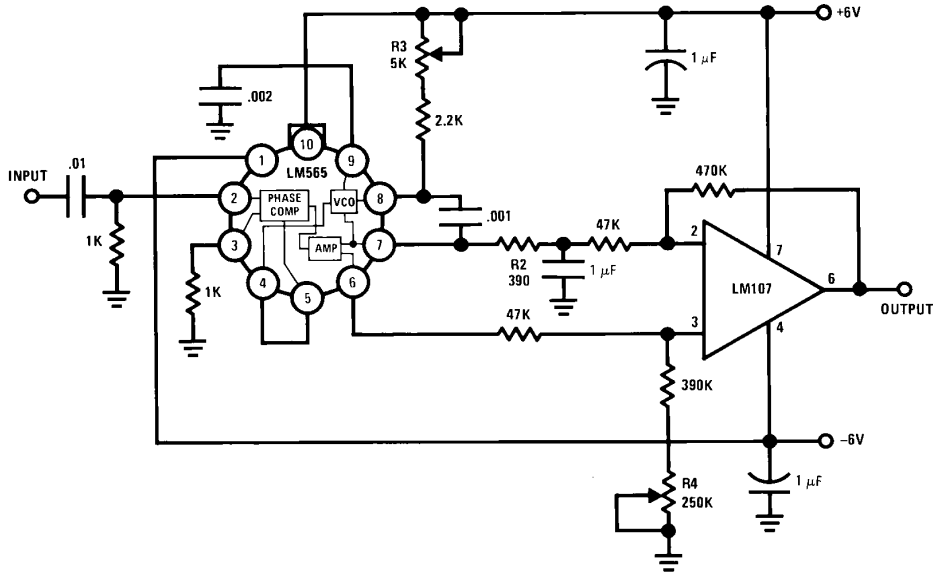 +6V
R3
5K
1 μF
.002
2.2K
10
1
9
LM565
.01
INPUT
470K
2
PHASE
COMP
VCO
8
.001
1K
47K
2
3
AMP
7
R2
390
1 μF
7
6
LM107
OUTPUT
1K
4
5
6
47K
3
4
390K
–6V
R4
250K
1 μF